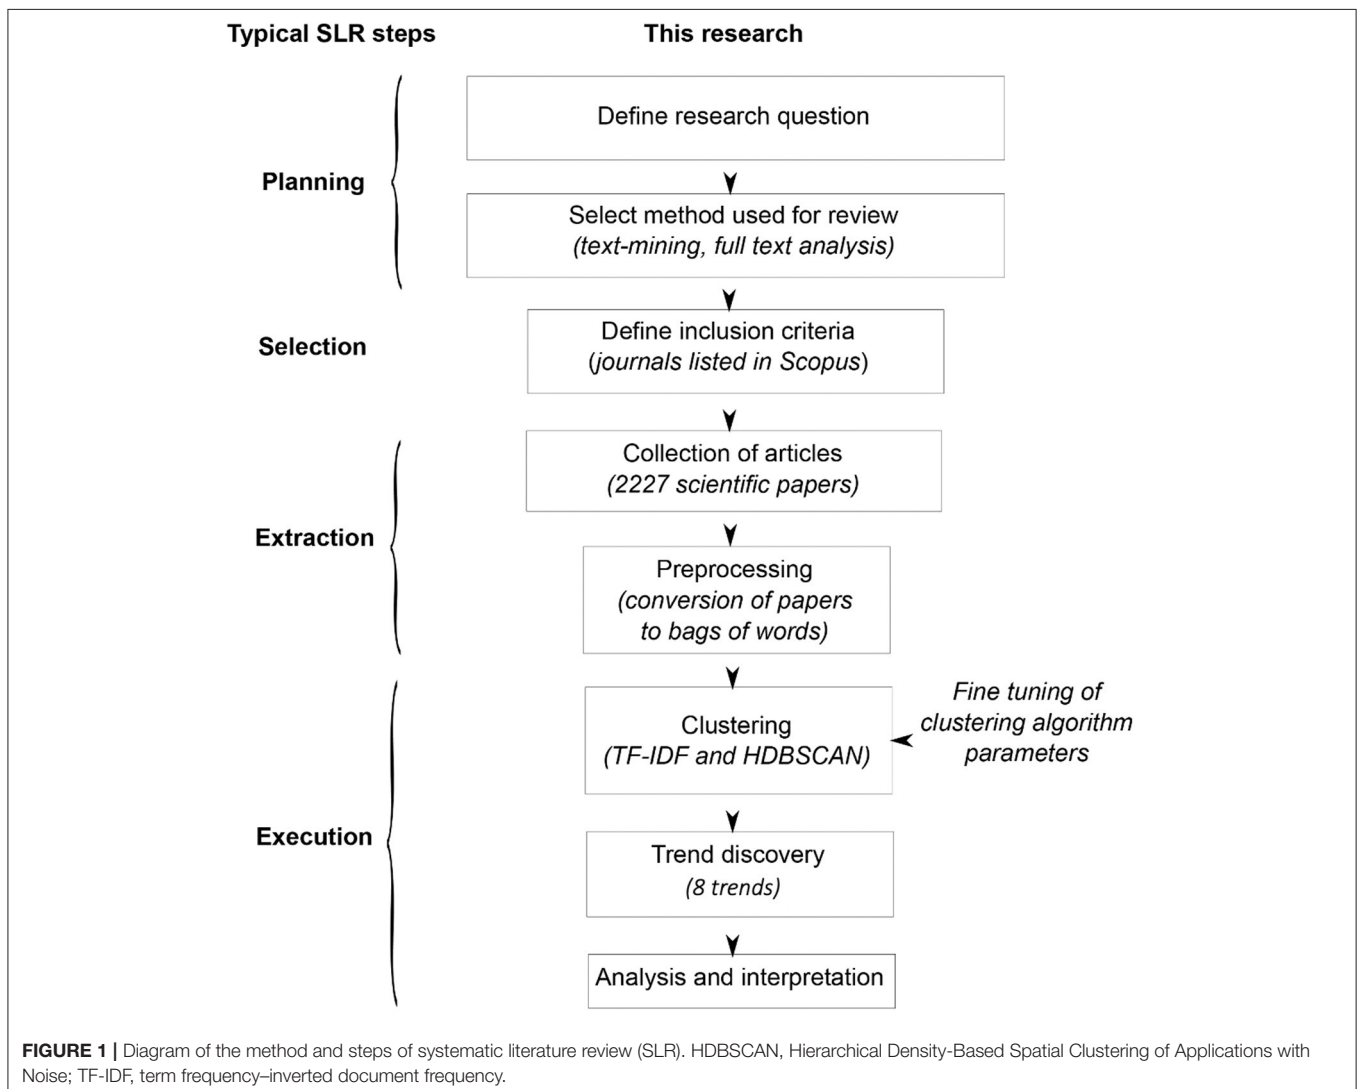 Typical SLR steps
This research
Planning
Define research question
Select method used for review
(text-mining, full text analysis)
Selection
Define inclusion criteria
(journals listed in Scopus)
Extraction
Collection of articles
(2227 scientific papers)
Preprocessing
(conversion of papers
to bags of words)
Execution
Clustering
(TF-IDF and HDBSCAN)
Fine tuning of
clustering algorithm
parameters
Trend discovery
(8 trends)
Analysis and interpretation
FIGURE 1 | Diagram of the method and steps of systematic literature review (SLR). HDBSCAN, Hierarchical Density-Based Spatial Clustering of Applications with
Noise; TF-IDF, term frequency–inverted document frequency.